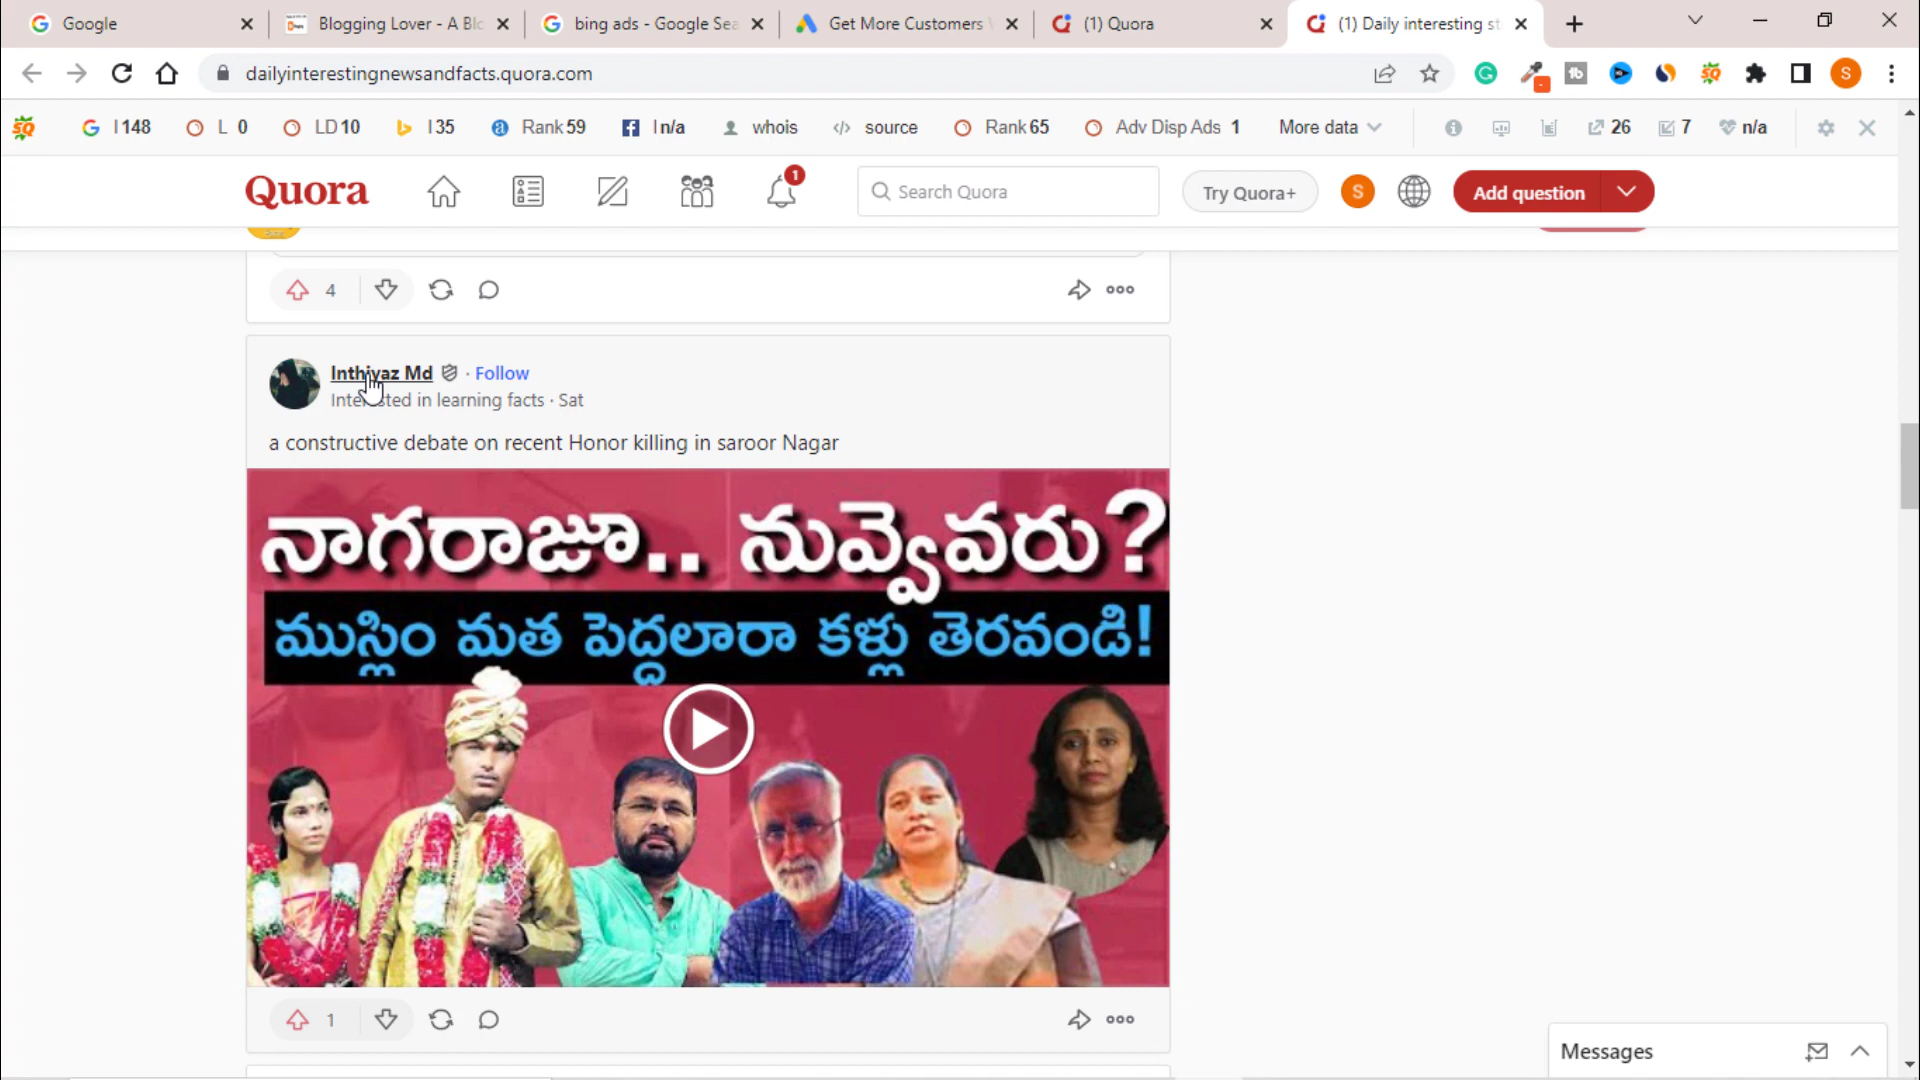 Google
Blogging Lover - A Blo
bing ads - Google Sea
Get More Customers
(1) Quora
(1) Daily interesting st
dailyinterestingnewsandfacts.quora.com
S
I 148
L 0
LD 10
I 35
Rank 59
I n/a
whois
source
Rank 65
Adv Disp Ads 1
More data
26
7
n/a
Quora
1
Search Quora
Try Quora+
S
Add question
4
Inthiyaz Md · Follow
Interested in learning facts · Sat
a constructive debate on recent Honor killing in saroor Nagar
నాగరాజూ.. నువ్వెవరు?
ముస్లిం మత పెద్దలారా కళ్లు తెరవండి!
1
Messages